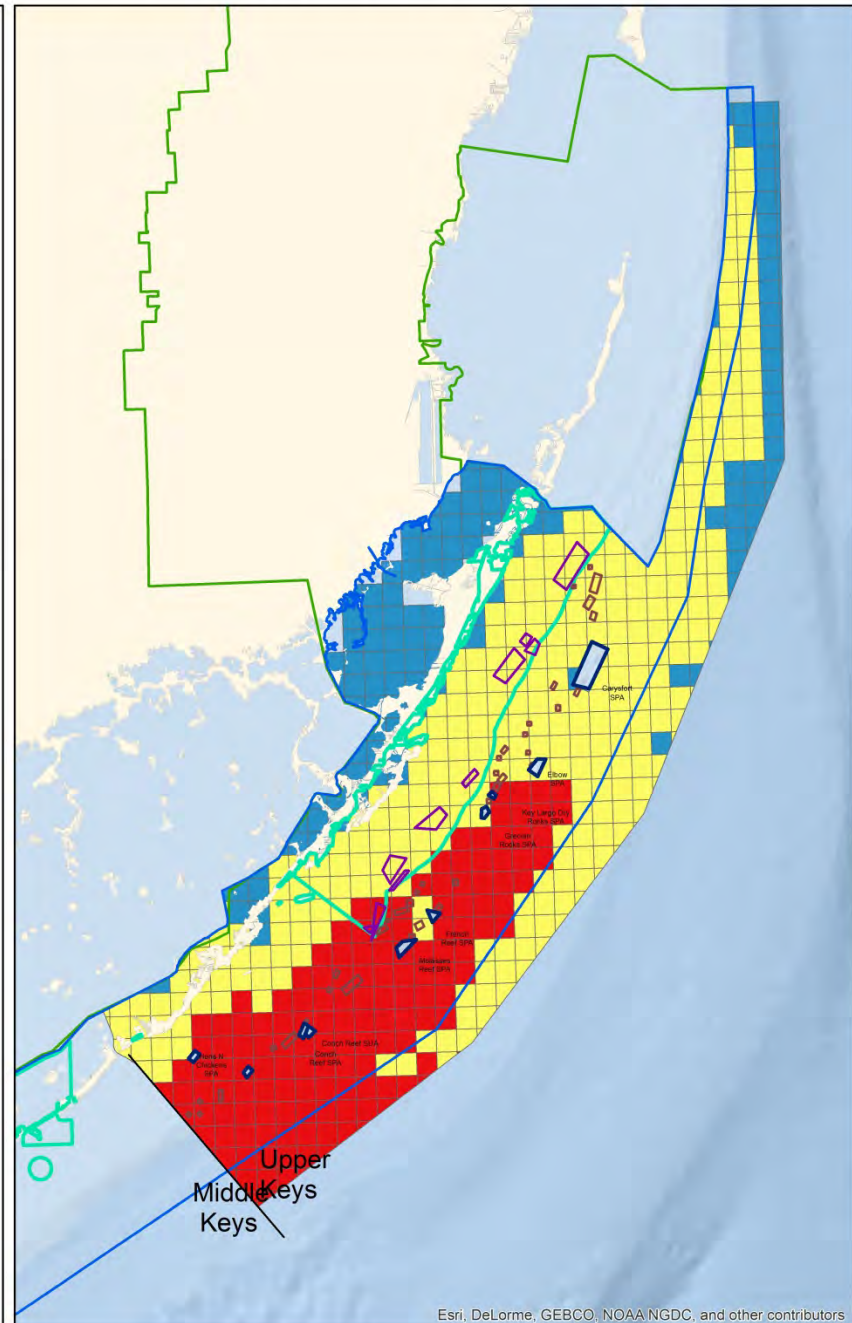 Carysfort
SPA
Elbow
SPA
Key Largo Dry
Rocks SPA
Grecian
Rocks SPA
French
Reef SPA
Molasses
Reef SPA
Conch Reef SPA
Conch
Reef SPA
N
Chickens
SPA
Upper
Keys
Middle
Keys
Esri, DeLorme, GEBCO, NOAA NGDC, and other contributors